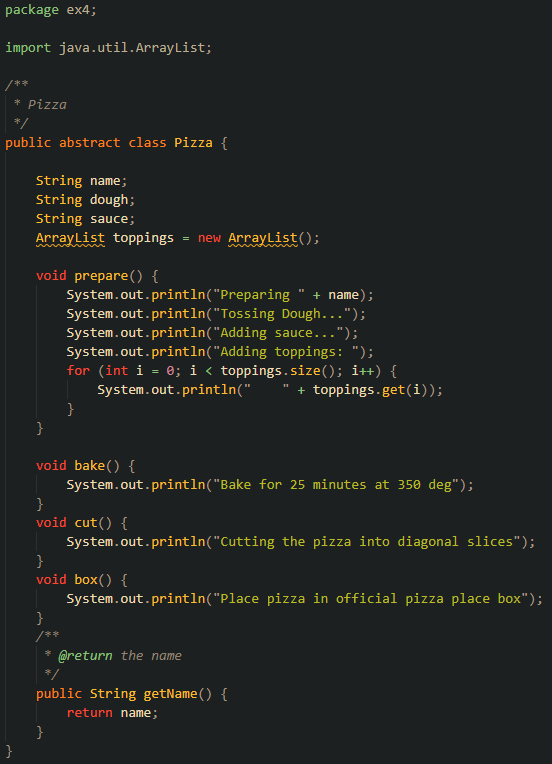 package ex4;

import java.util.ArrayList;

/**
 * Pizza
 */
public abstract class Pizza {

    String name;
    String dough;
    String sauce;
    ArrayList toppings = new ArrayList();

    void prepare() {
        System.out.println("Preparing " + name);
        System.out.println("Tossing Dough...");
        System.out.println("Adding sauce...");
        System.out.println("Adding toppings: ");
        for (int i = 0; i < toppings.size(); i++) {
            System.out.println("    " + toppings.get(i));
        }
    }

    void bake() {
        System.out.println("Bake for 25 minutes at 350 deg");
    }
    void cut() {
        System.out.println("Cutting the pizza into diagonal slices");
    }
    void box() {
        System.out.println("Place pizza in official pizza place box");
    }
    /**
     * @return the name
     */
    public String getName() {
        return name;
    }
}